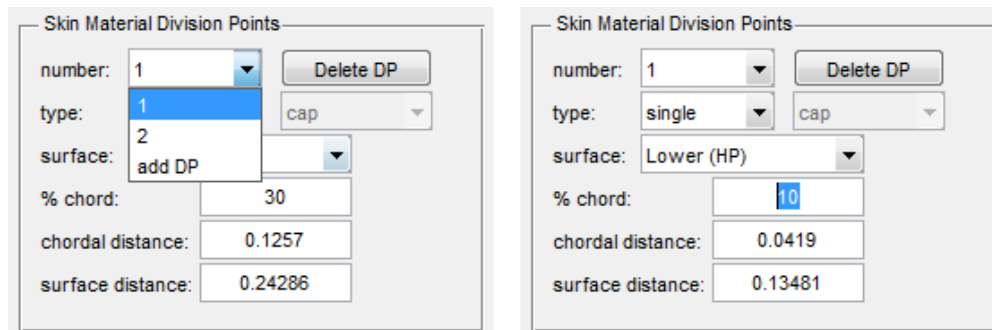 Skin Material Division Points
number: 1 Delete DP
type: 1 cap
2
surface: add DP
% chord: 30
chordal distance: 0.1257
surface distance: 0.24286
Skin Material Division Points
number: 1 Delete DP
type: single cap
surface: Lower (HP)
% chord: 10
chordal distance: 0.0419
surface distance: 0.13481